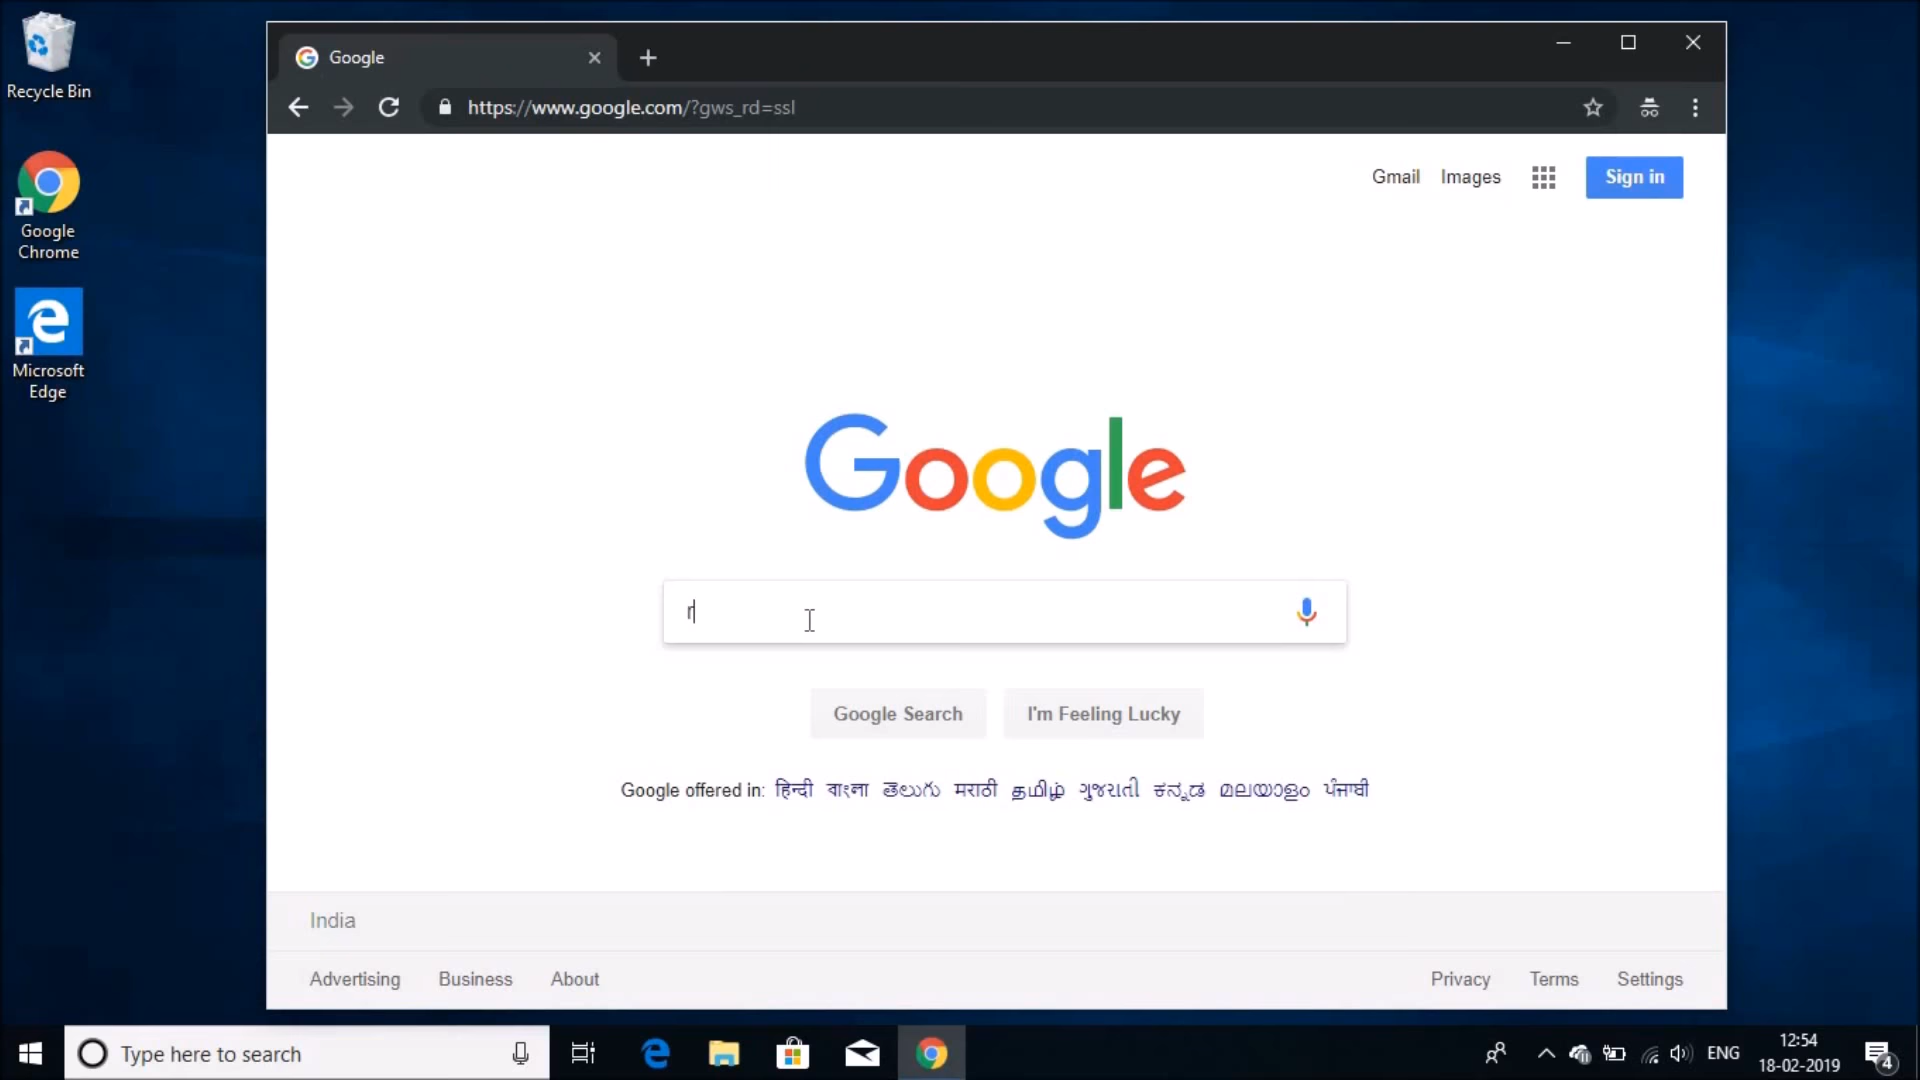 Recycle Bin
Google
Chrome
Microsoft
Edge
Google
https://www.google.com/?gws_rd=ssl
Gmail Images Sign in
Google
r
Google Search I'm Feeling Lucky
Google offered in: हिन्दी বাংলা తెలుగు मराठी தமிழ் ગુજરાતી ಕನ್ನಡ മലയാളം ਪੰਜਾਬੀ
India
Advertising Business About Privacy Terms Settings
Type here to search
ENG
12:54
18-02-2019
4